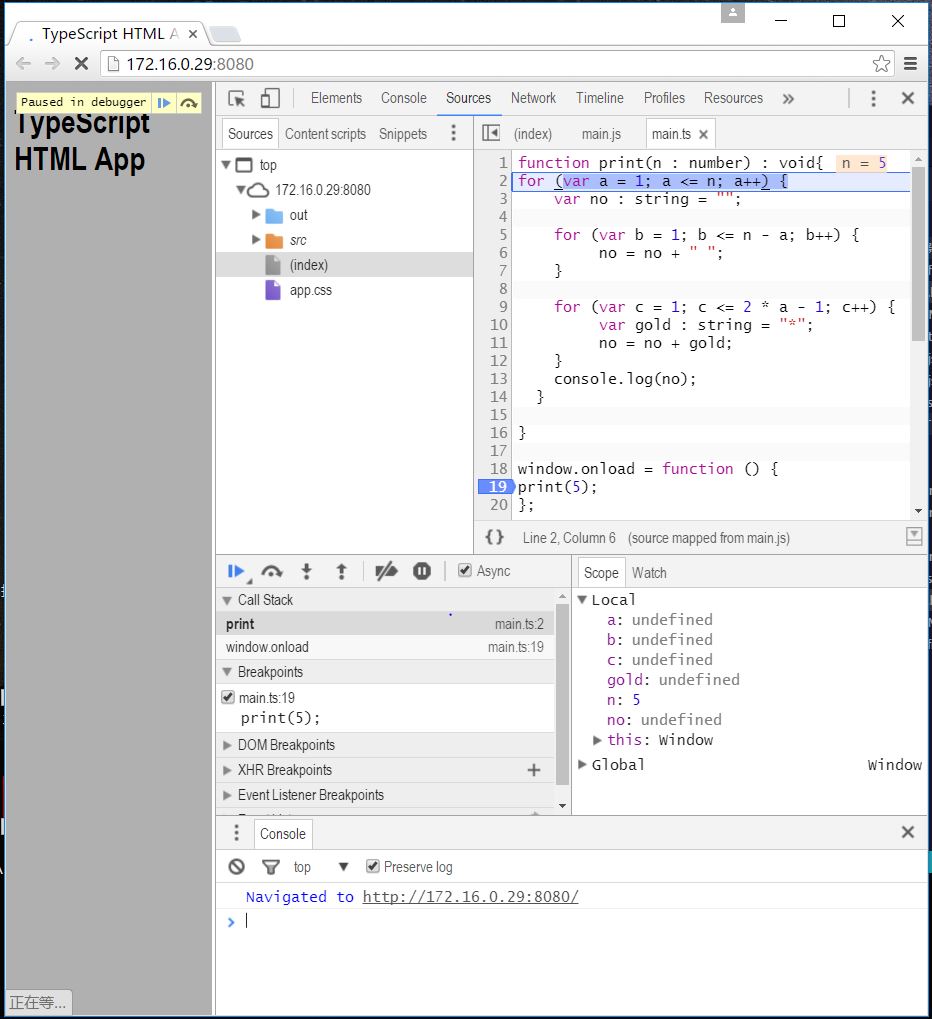 TypeScript HTML A
172.16.0.29:8080
Paused in debugger
TypeScript
HTML App
Elements Console Sources Network Timeline Profiles Resources »
Sources Content scripts Snippets
(index) main.js main.ts
top
172.16.0.29:8080
out
src
(index)
app.css
1 function print(n : number) : void{ n = 5
2 for (var a = 1; a <= n; a++) {
3 var no : string = "";
4
5 for (var b = 1; b <= n - a; b++) {
6 no = no + " ";
7 }
8
9 for (var c = 1; c <= 2 * a - 1; c++) {
10 var gold : string = "*";
11 no = no + gold;
12 }
13 console.log(no);
14 }
15
16 }
17
18 window.onload = function () {
19 print(5);
20 };
{} Line 2, Column 6 (source mapped from main.js)
Async
Call Stack
print main.ts:2
window.onload main.ts:19
Breakpoints
main.ts:19
print(5);
DOM Breakpoints
XHR Breakpoints
Event Listener Breakpoints
Scope Watch
Local
a: undefined
b: undefined
c: undefined
gold: undefined
n: 5
no: undefined
this: Window
Global Window
Console
top Preserve log
Navigated to http://172.16.0.29:8080/
正在等...